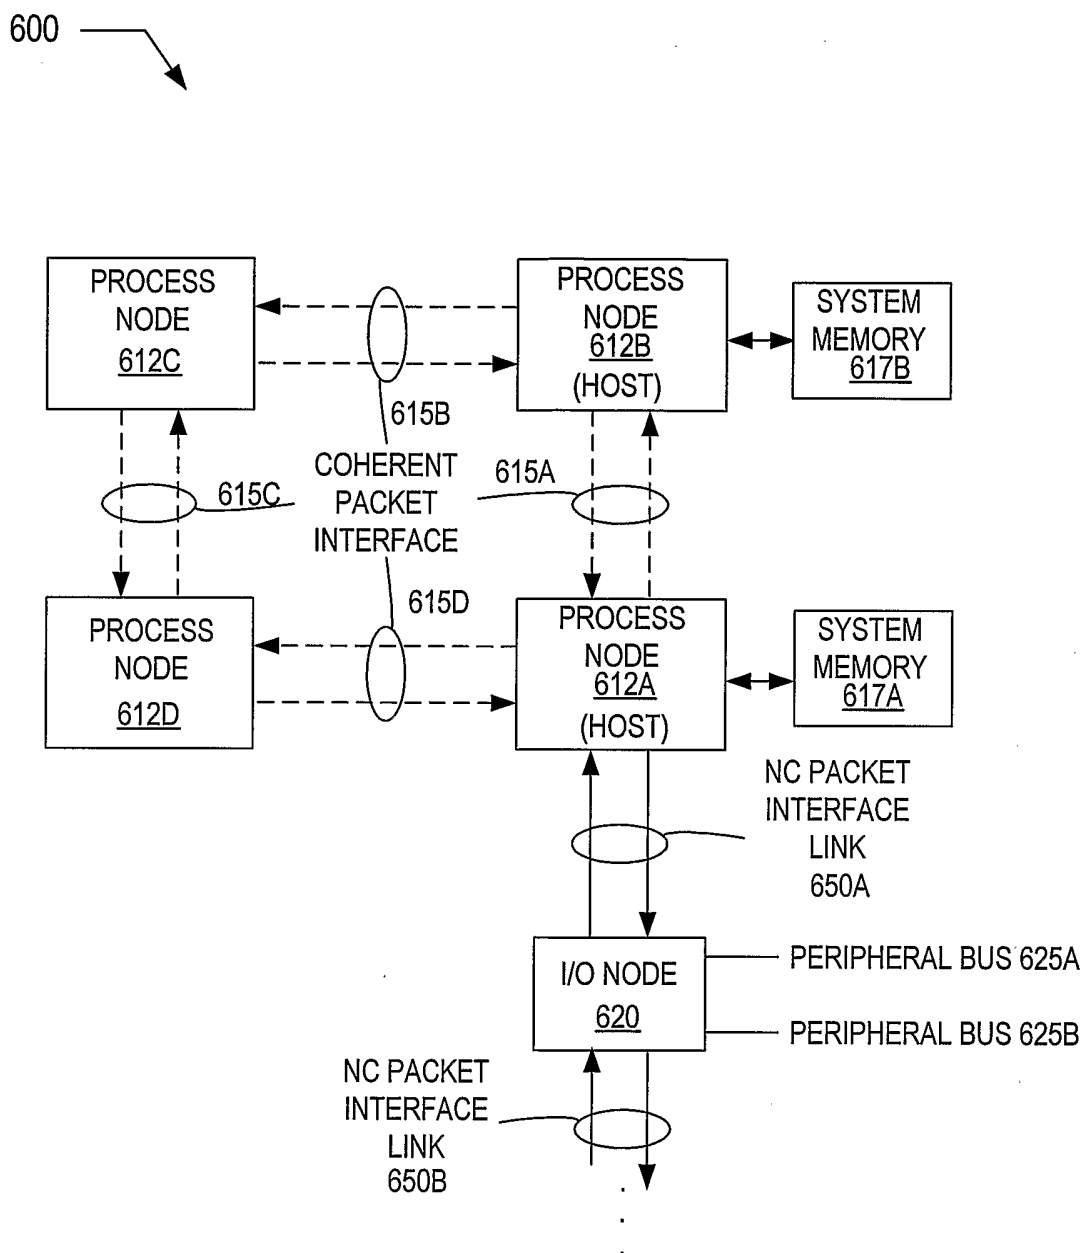 600
PROCESS
NODE
612C
PROCESS
NODE
612B
(HOST)
SYSTEM
MEMORY
617B
615B
COHERENT
PACKET
INTERFACE
615A
615C
615D
PROCESS
NODE
612D
PROCESS
NODE
612A
(HOST)
SYSTEM
MEMORY
617A
NC PACKET
INTERFACE
LINK
650A
I/O NODE
620
PERIPHERAL BUS 625A
PERIPHERAL BUS 625B
NC PACKET
INTERFACE
LINK
650B